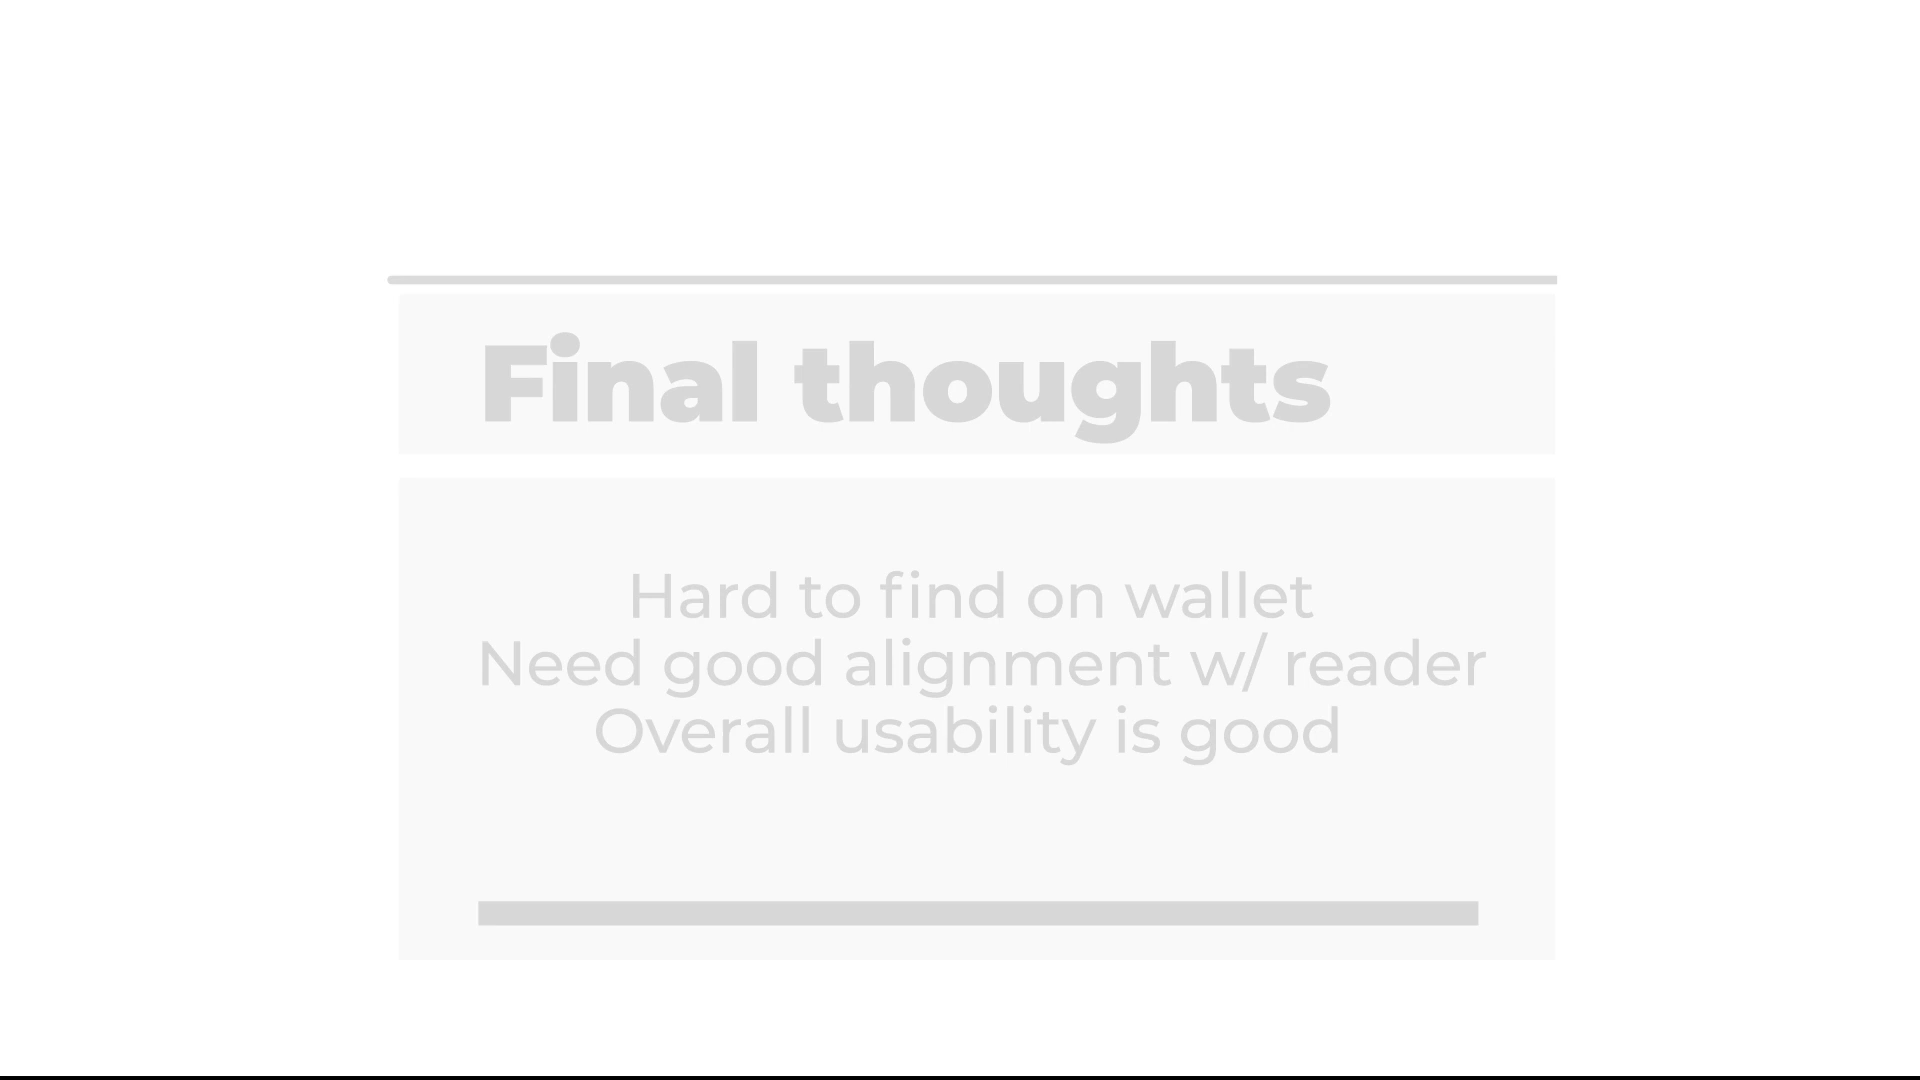 Final thoughts
Hard to find on wallet
Need good alignment w/ reader
Overall usability is good